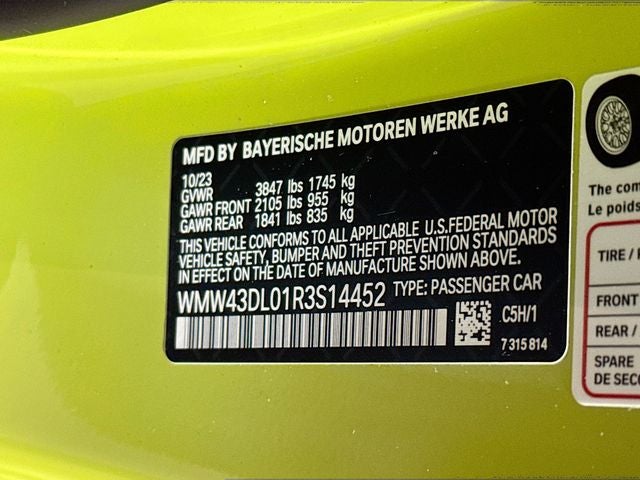 MFD BY BAYERISCHE MOTOREN WERKE AG
10/23
GVWR 3847 lbs 1745 kg
GAWR FRONT 2105 lbs 955 kg
GAWR REAR 1841 lbs 835 kg
THIS VEHICLE CONFORMS TO ALL APPLICABLE U.S.FEDERAL MOTOR
VEHICLE SAFETY, BUMPER AND THEFT PREVENTION STANDARDS
IN EFFECT ON THE DATE OF MANUFACTURE SHOWN ABOVE.
WMW43DL01R3S14452 TYPE: PASSENGER CAR
C5H/1
7 315 814
The com
Le poids
TIRE /
FRONT
REAR /
SPARE
DE SECO